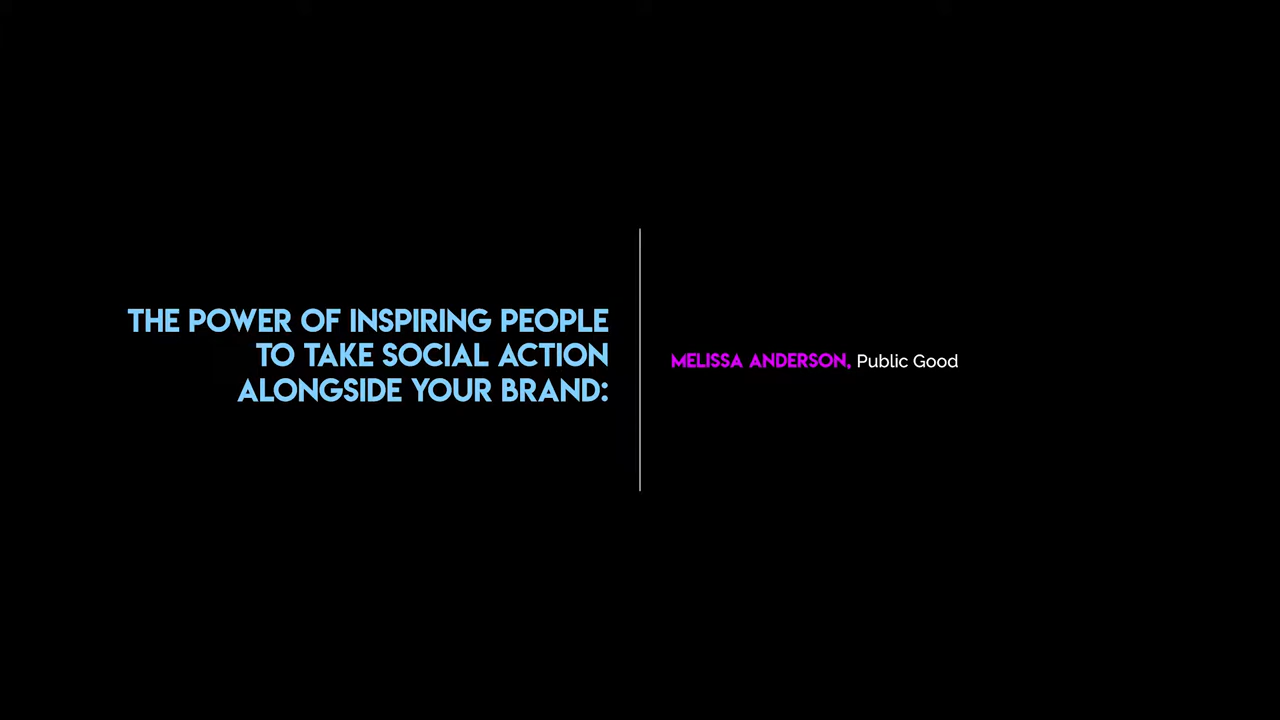 THE POWER OF INSPIRING PEOPLE
TO TAKE SOCIAL ACTION
ALONGSIDE YOUR BRAND:
MELISSA ANDERSON, Public Good